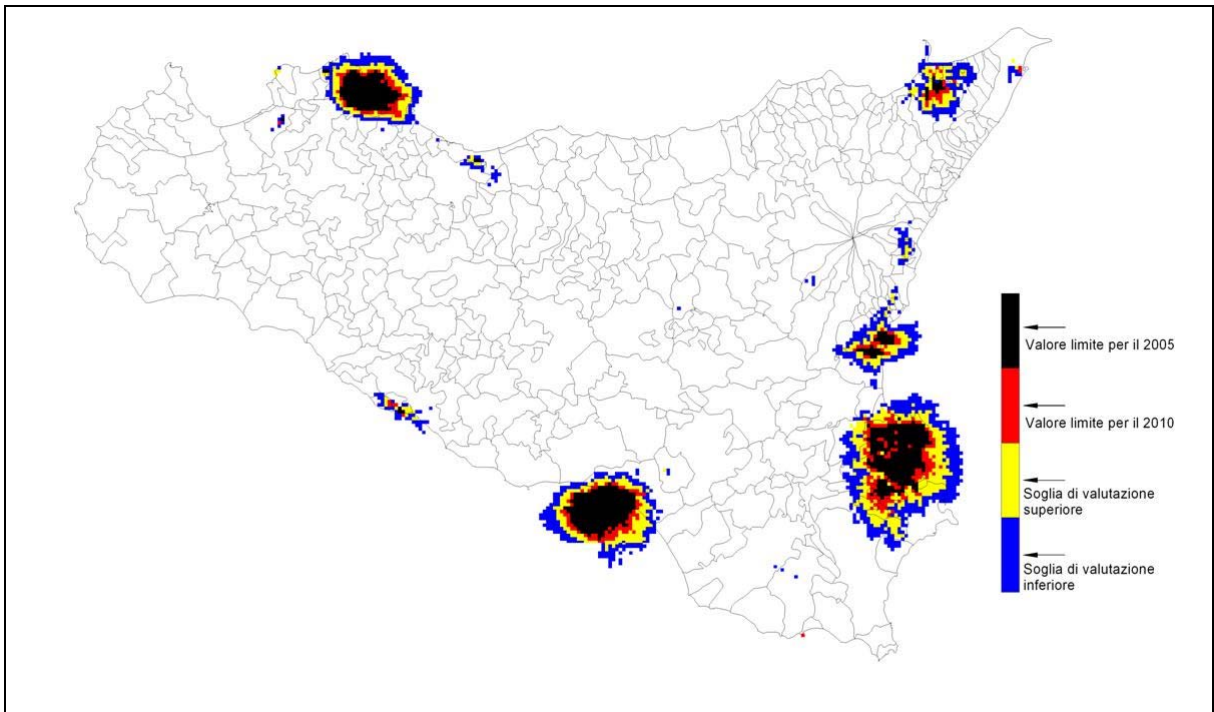 Valore limite per il 2005
Valore limite per il 2010
Soglia di valutazione
superiore
Soglia di valutazione
inferiore